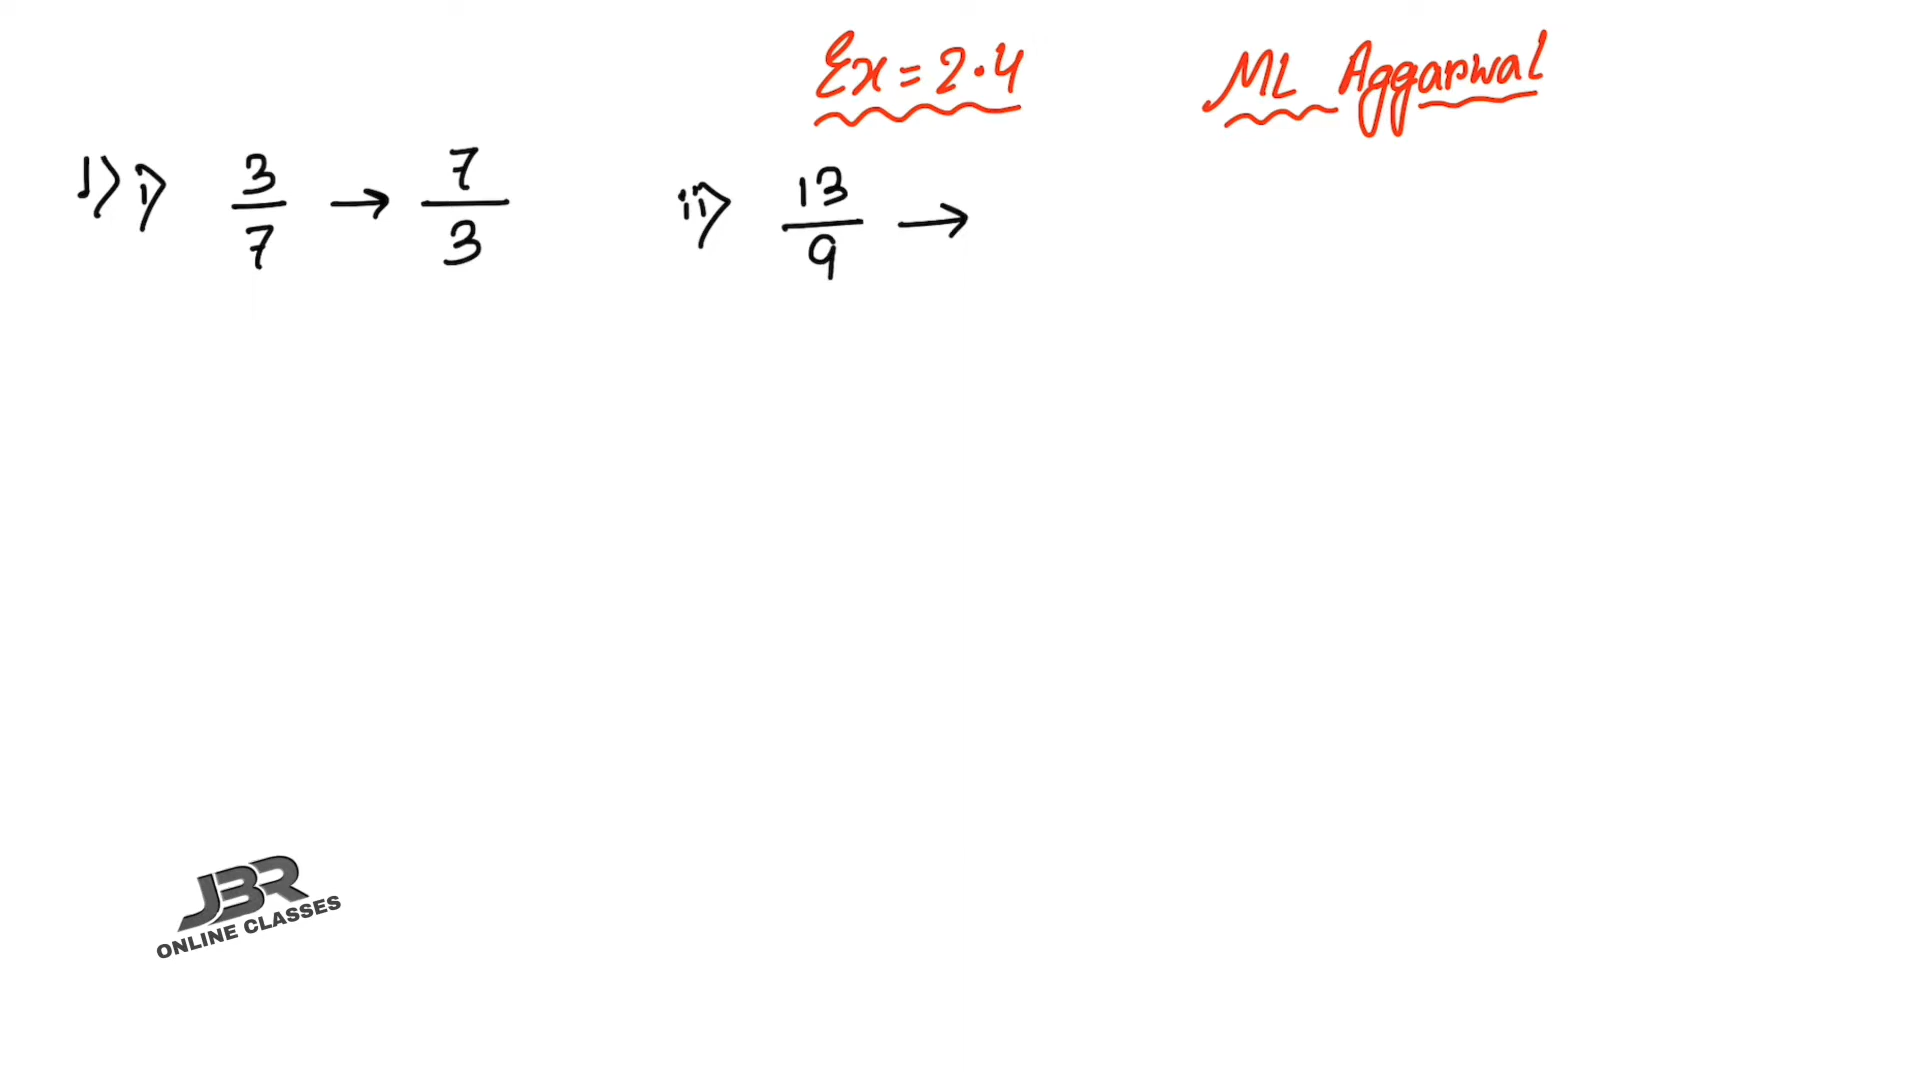 Ex = 2.4 ML Aggarwal
1) i) 3/7 → 7/3 ii) 13/9 →
JBR
ONLINE CLASSES